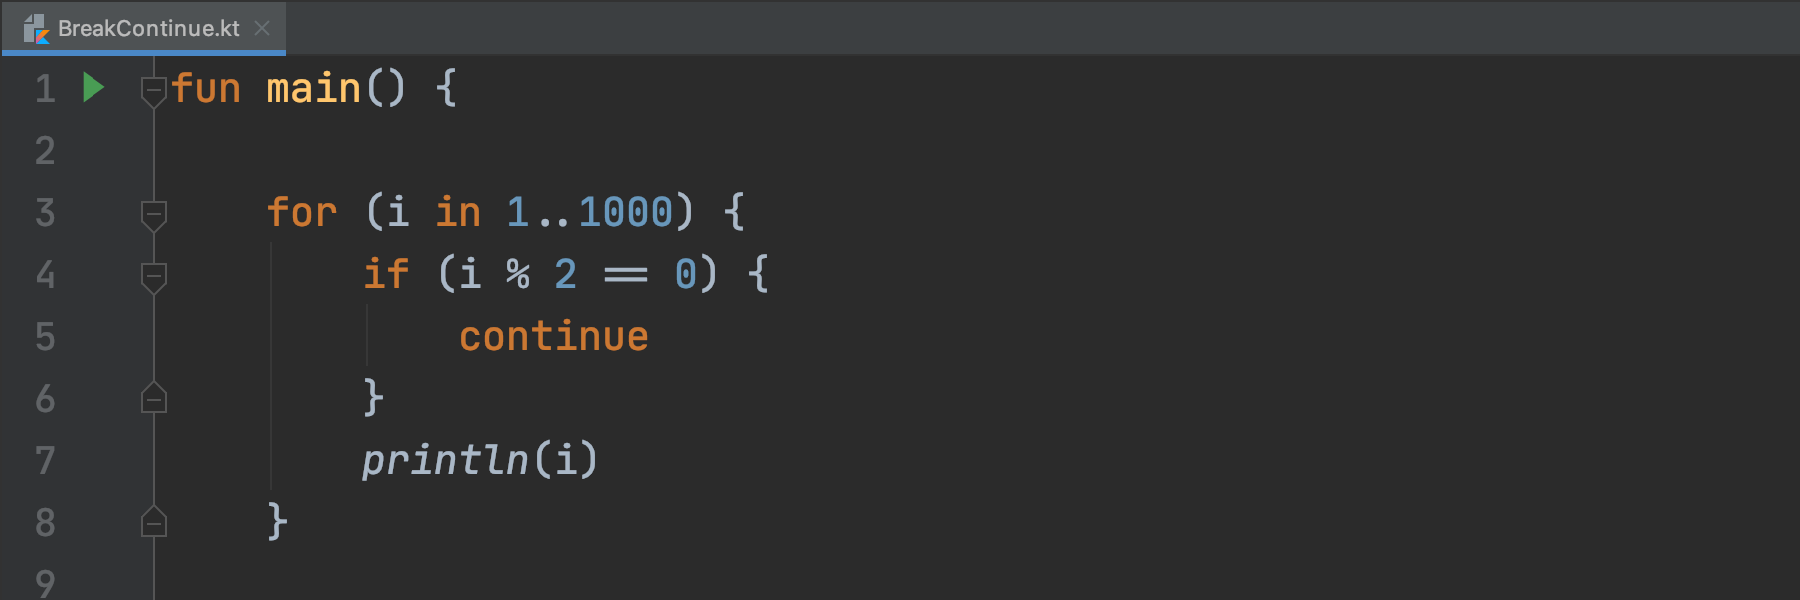 BreakContinue.kt
1 fun main() {
2
3     for (i in 1..1000) {
4         if (i % 2 == 0) {
5             continue
6         }
7         println(i)
8     }
9